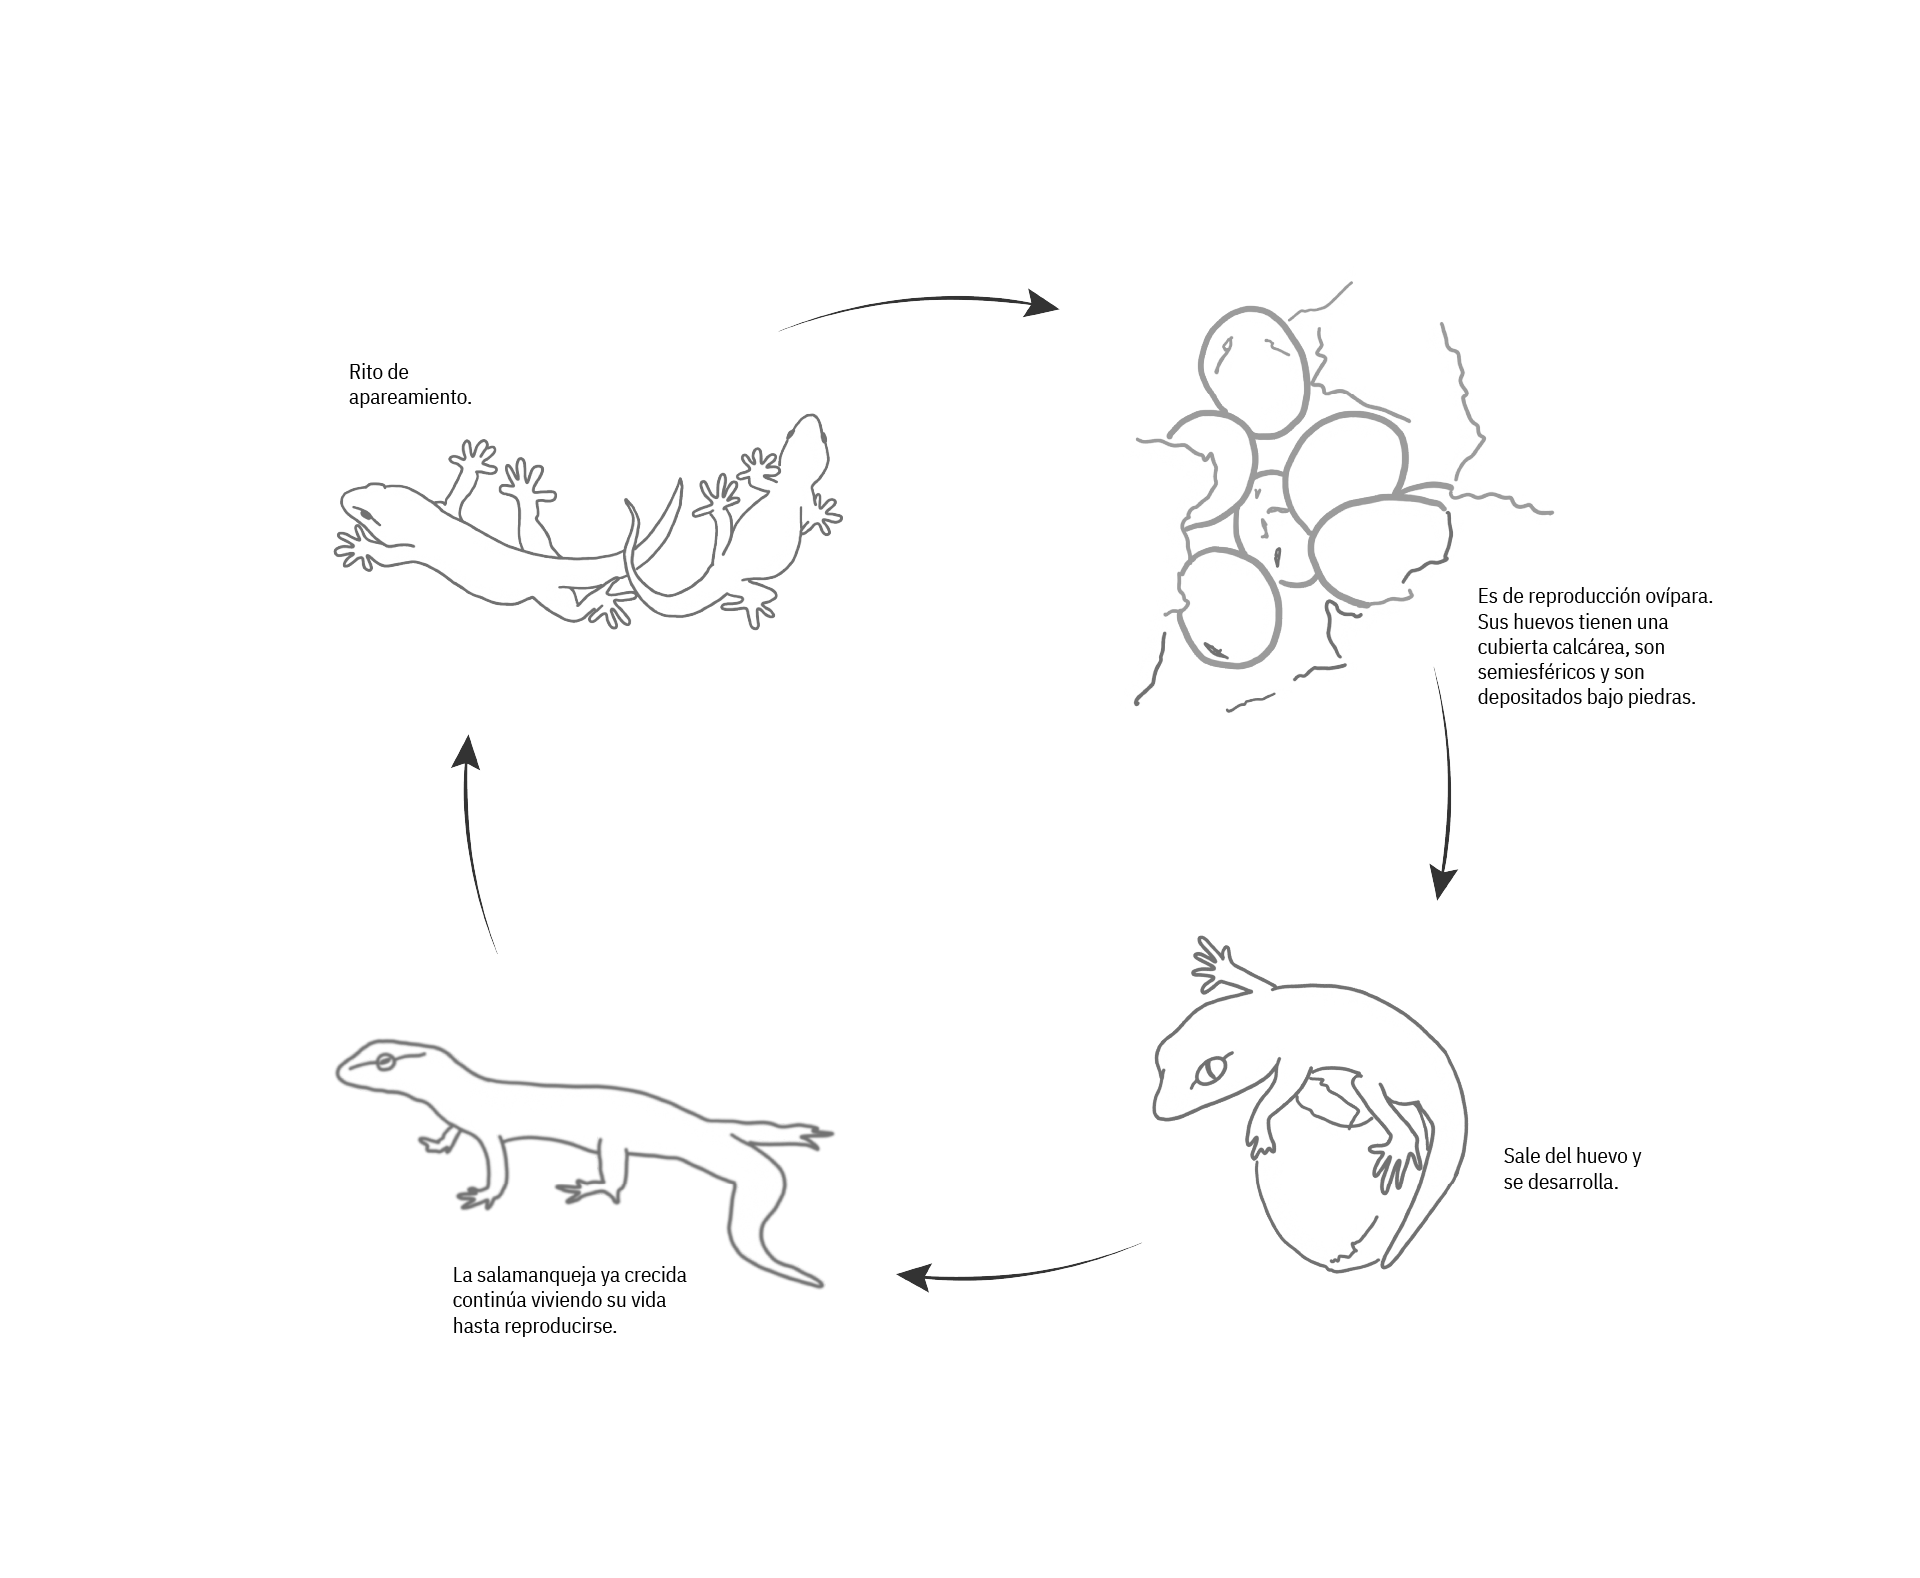 Rito de
apareamiento.
Es de reproducción ovípara.
Sus huevos tienen una
cubierta calcárea, son
semiesféricos y son
depositados bajo piedras.
Sale del huevo y
se desarrolla.
La salamanqueja ya crecida
continúa viviendo su vida
hasta reproducirse.